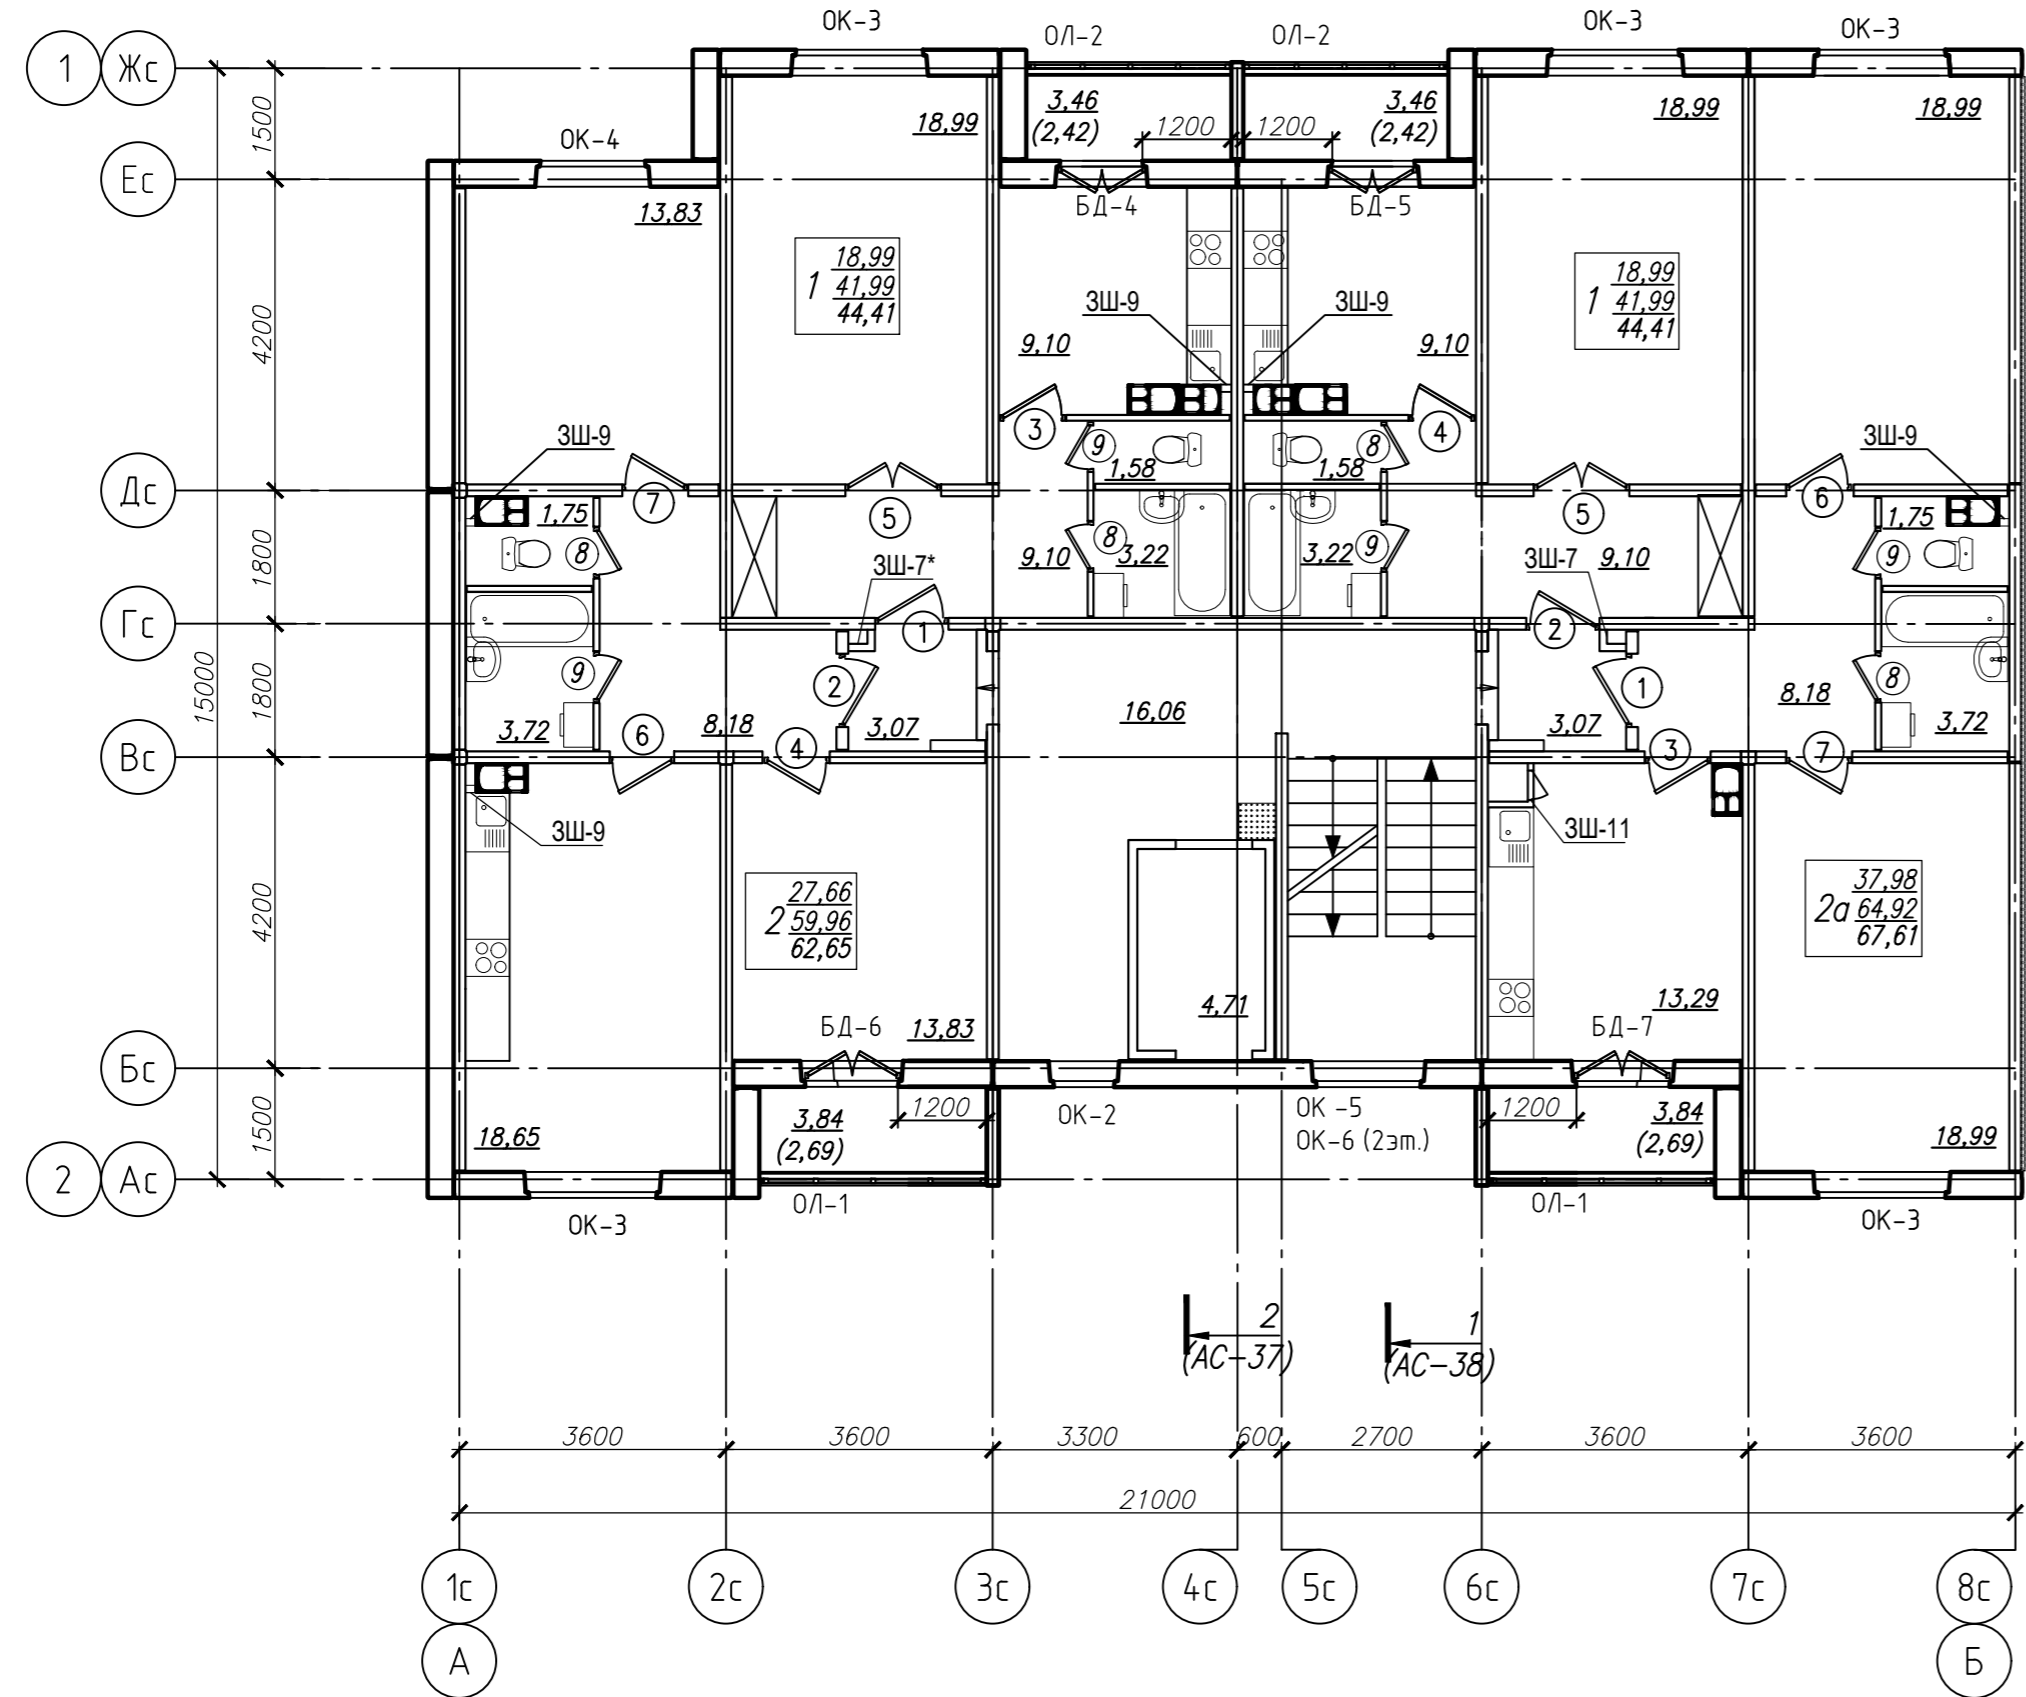 ОК-3
ОЛ-2
ОЛ-2
ОК-3
ОК-3
1
Жс
3,46
(2,42)
3,46
(2,42)
18,99
18,99
18,99
1200
1200
1500
ОК-4
Ес
13,83
БД-4
БД-5
18,99
1 41,99
44,41
18,99
1 41,99
44,41
4200
ЗШ-9
ЗШ-9
9,10
9,10
3
4
ЗШ-9
9
8
ЗШ-9
1,58
1,58
Дс
7
5
5
6
1,75
1,75
8
8
3,22
3,22
9
9
9,10
9,10
ЗШ-7*
ЗШ-7
1800
Гс
1
2
15000
1800
9
2
1
8
16,06
8,18
3,07
3,07
8,18
3,72
6
4
3
7
3,72
Вс
ЗШ-9
ЗШ-11
4200
27,66
2 59,96
62,65
37,98
2а 64,92
67,61
4,71
13,29
БД-6
13,83
БД-7
Бс
1500
18,65
3,84
(2,69)
1200
ОК-2
ОК -5
ОК-6 (2эт.)
1200
3,84
(2,69)
18,99
2
Ас
ОК-3
ОЛ-1
ОЛ-1
ОК-3
2
(АС-37)
1
(АС-38)
3600
3600
3300
600
2700
3600
3600
21000
1с
2с
3с
4с
5с
6с
7с
8с
А
Б